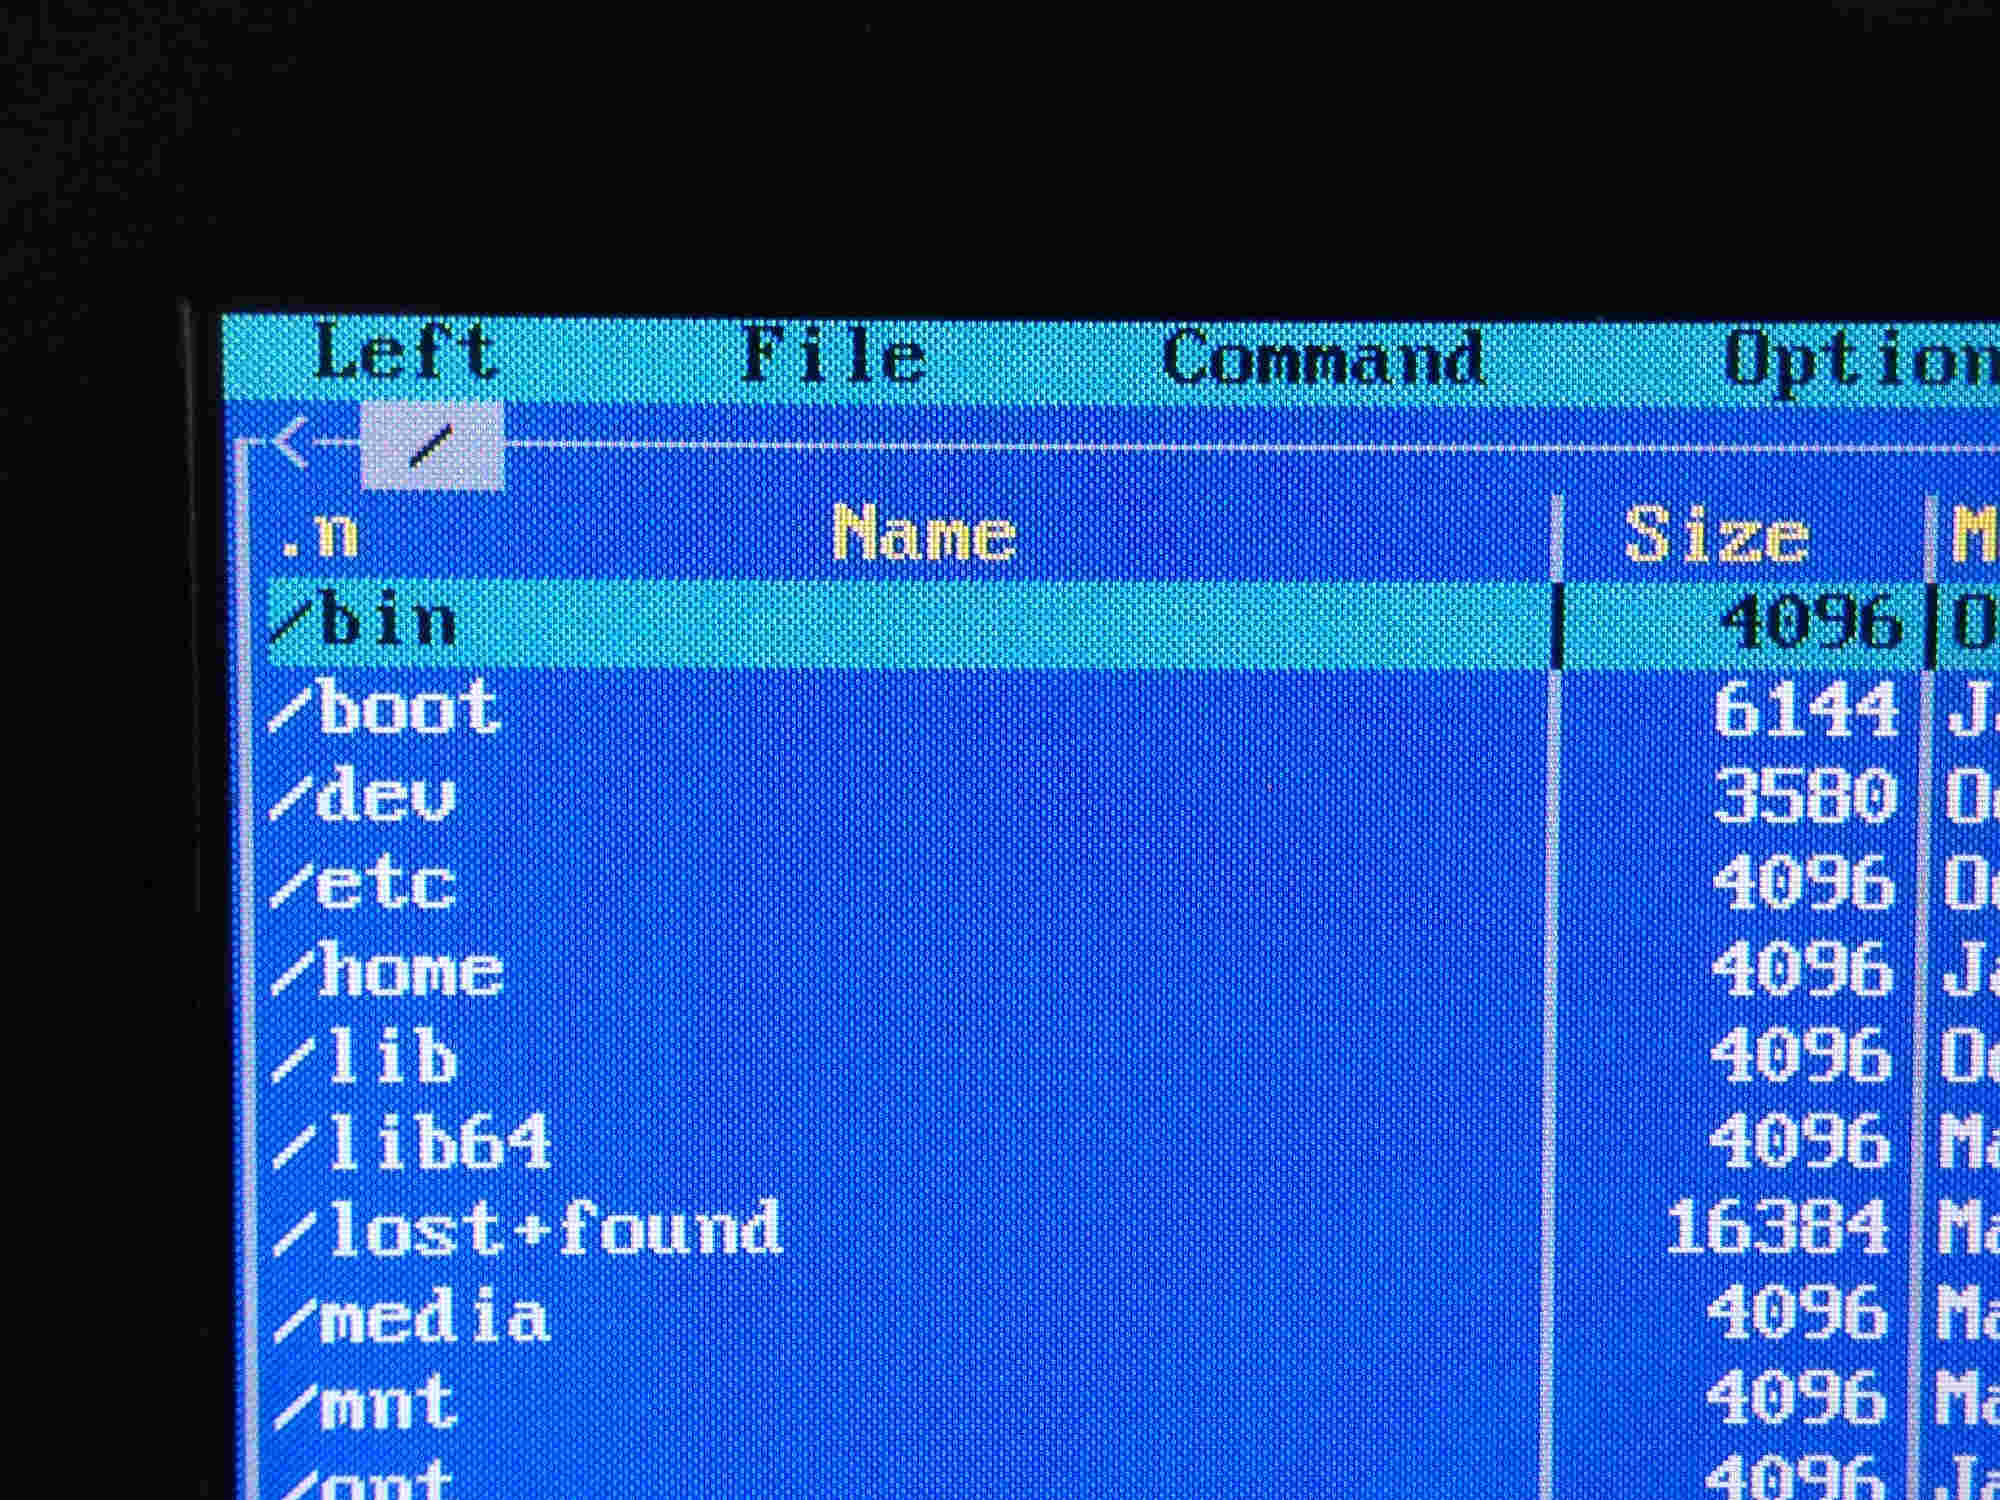 Left File Command Option
< /
.n Name Size M
/bin 4096 O
/boot 6144 Ja
/dev 3580 Oc
/etc 4096 Oc
/home 4096 Ja
/lib 4096 Oc
/lib64 4096 Ma
/lost+found 16384 Ma
/media 4096 Ma
/mnt 4096 Ma
/opt 4096 Ja